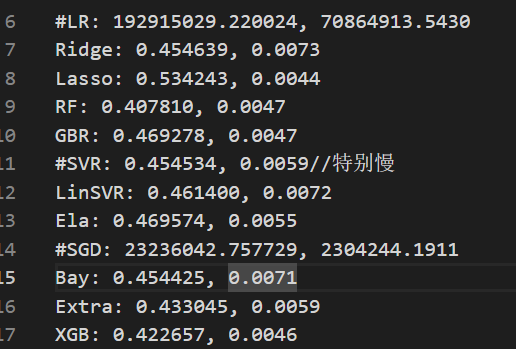 6 #LR: 192915029.220024, 70864913.5430
7 Ridge: 0.454639, 0.0073
8 Lasso: 0.534243, 0.0044
9 RF: 0.407810, 0.0047
10 GBR: 0.469278, 0.0047
11 #SVR: 0.454534, 0.0059//特别慢
12 LinSVR: 0.461400, 0.0072
13 Ela: 0.469574, 0.0055
14 #SGD: 23236042.757729, 2304244.1911
15 Bay: 0.454425, 0.0071
16 Extra: 0.433045, 0.0059
17 XGB: 0.422657, 0.0046